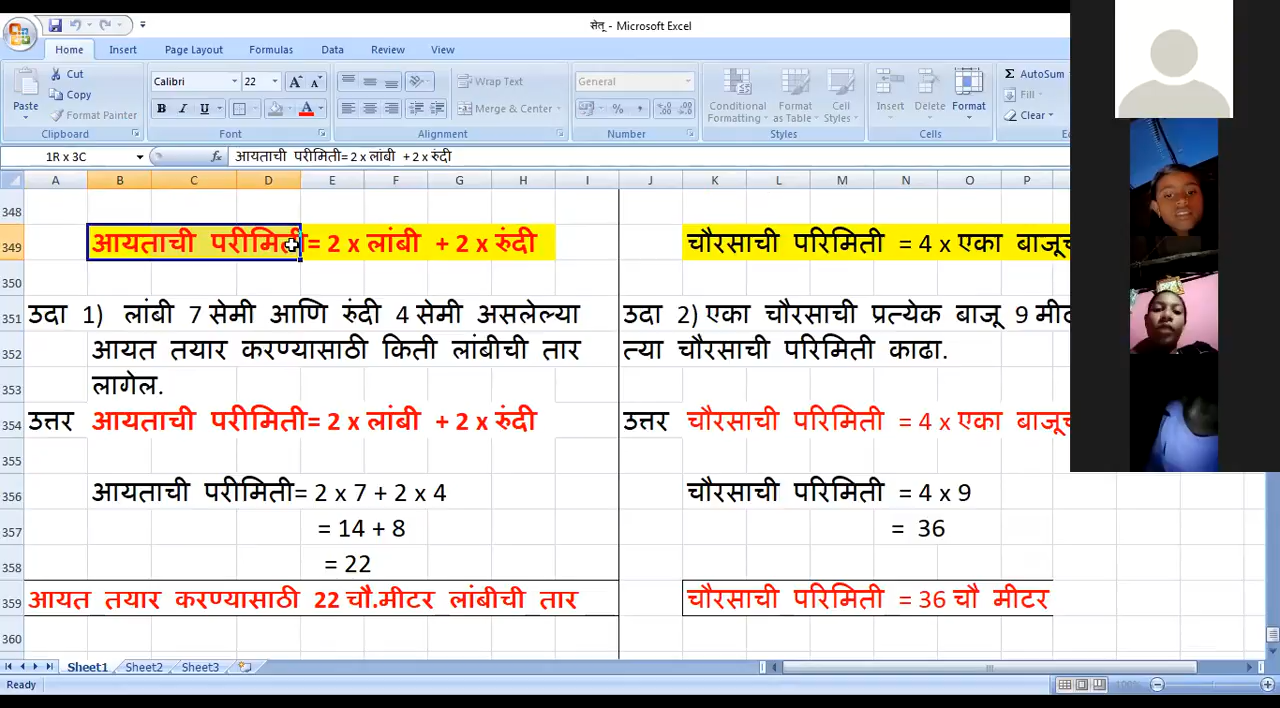 सेतू - Microsoft Excel
Home Insert Page Layout Formulas Data Review View
Paste
Cut
Copy
Format Painter
Clipboard
Calibri 22
B I U
Font
Wrap Text
Merge & Center
Alignment
General
Number
Conditional Formatting
Format as Table
Cell Styles
Styles
Insert Delete Format
Cells
Σ AutoSum
Fill
Clear
1R x 3C fx आयताची परीमिती= 2 x लांबी + 2 x रुंदी
A B C D E F G H I J K L M N O P
348
349 आयताची परीमिती= 2 x लांबी + 2 x रुंदी चौरसाची परिमिती = 4 x एका
350
351 उदा 1) लांबी 7 सेमी आणि रुंदी 4 सेमी असलेल्या उदा 2) एका चौरसाची प्रत्येक बाजू 9
352 आयत तयार करण्यासाठी किती लांबीची तार त्या चौरसाची परिमिती काढा.
353 लागेल.
354 उत्तर आयताची परीमिती= 2 x लांबी + 2 x रुंदी उत्तर चौरसाची परिमिती = 4 x एका
355
356 आयताची परीमिती= 2 x 7 + 2 x 4 चौरसाची परिमिती = 4 x 9
357 = 14 + 8 = 36
358 = 22
359 आयत तयार करण्यासाठी 22 चौ.मीटर लांबीची तार चौरसाची परिमिती = 36 चौ मीटर
360
Sheet1 Sheet2 Sheet3
Ready 100%